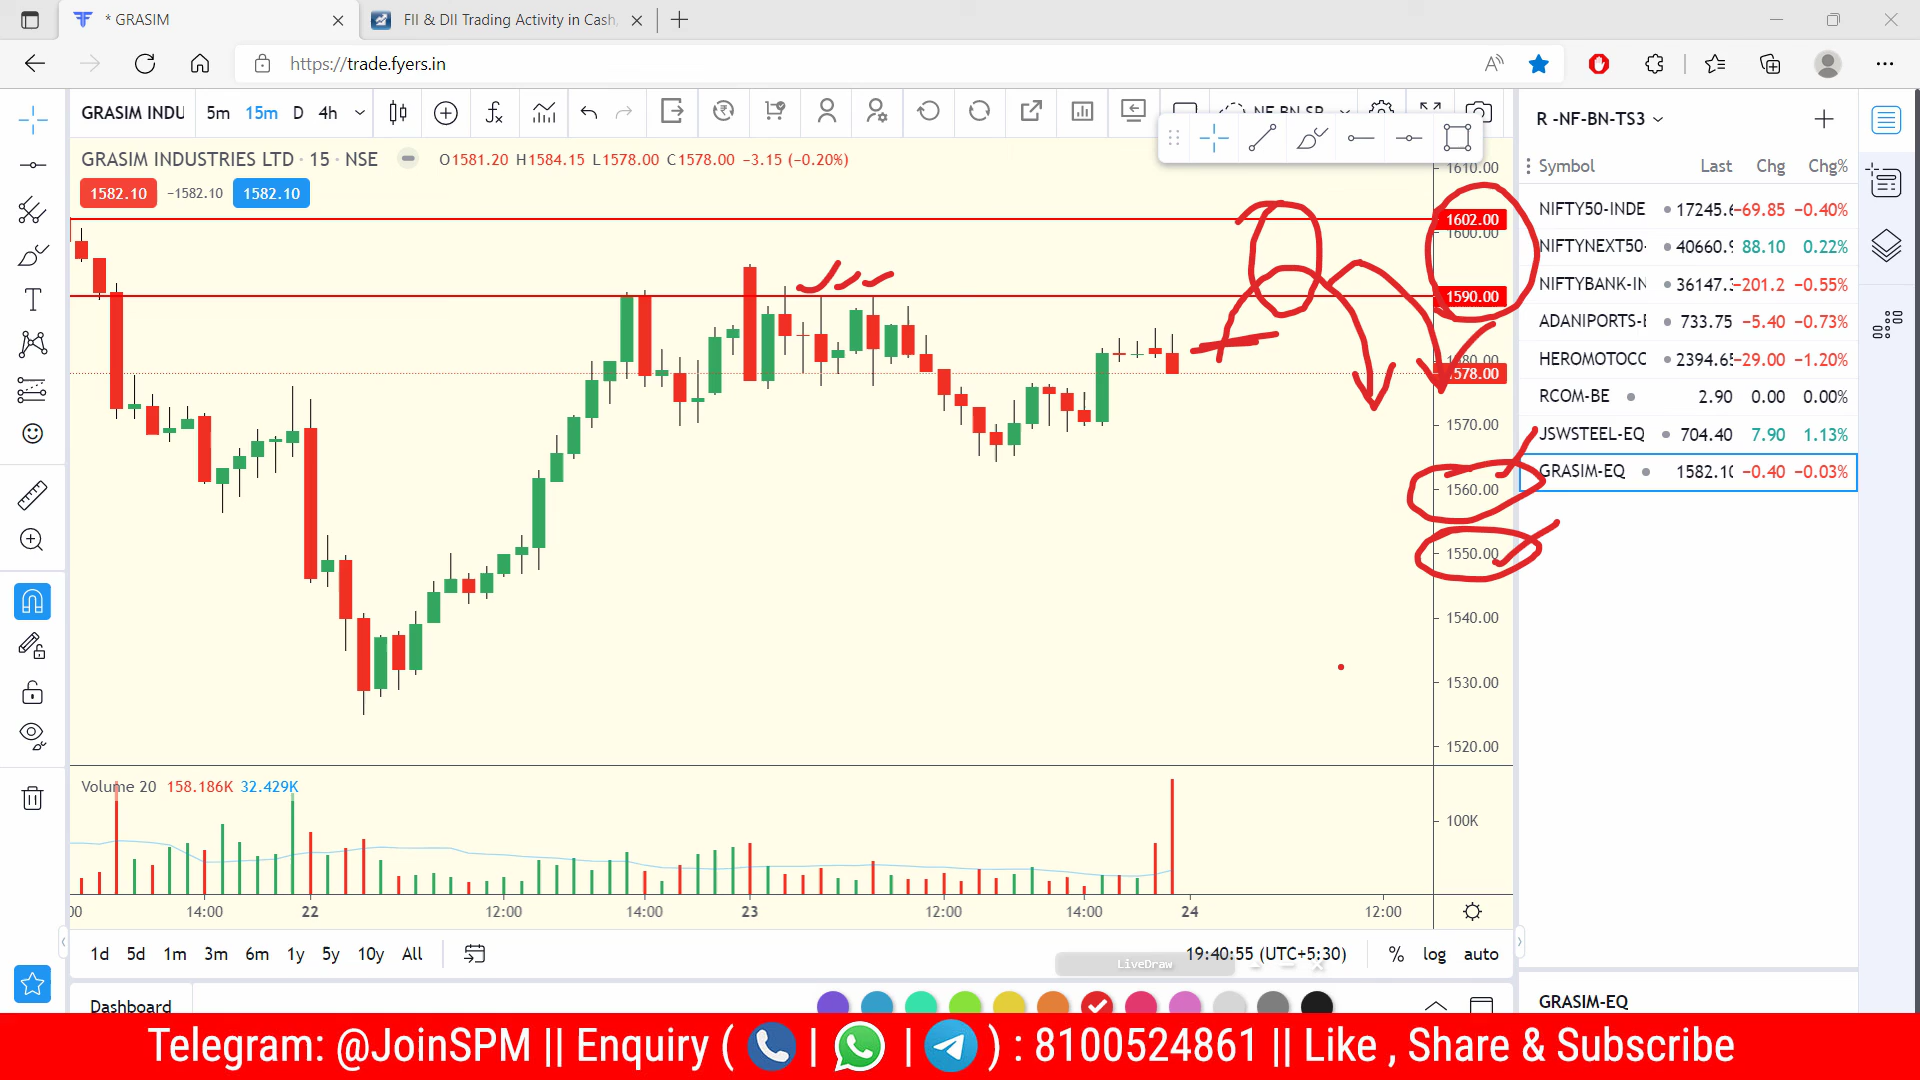 * GRASIM
FII & DII Trading Activity in Cash,
https://trade.fyers.in
GRASIM INDU 5m 15m D 4h
R -NF-BN-TS3
GRASIM INDUSTRIES LTD · 15 · NSE O1581.20 H1584.15 L1578.00 C1578.00 -3.15 (-0.20%)
1582.10 -1582.10 1582.10
Symbol Last Chg Chg%
NIFTY50-INDE 17245.6 -69.85 -0.40%
NIFTYNEXT50- 40660.9 88.10 0.22%
NIFTYBANK-IN 36147.3 -201.2 -0.55%
ADANIPORTS-E 733.75 -5.40 -0.73%
HEROMOTOCC 2394.65 -29.00 -1.20%
RCOM-BE 2.90 0.00 0.00%
JSWSTEEL-EQ 704.40 7.90 1.13%
GRASIM-EQ 1582.10 -0.40 -0.03%
1610.00
1602.00
1600.00
1590.00
1580.00
1578.00
1570.00
1560.00
1550.00
1540.00
1530.00
1520.00
Volume 20 158.186K 32.429K
100K
14:00 22 12:00 14:00 23 12:00 14:00 24 12:00
1d 5d 1m 3m 6m 1y 5y 10y All
19:40:55 (UTC+5:30) % log auto
LiveDraw
Dashboard
GRASIM-EQ
Telegram: @JoinSPM || Enquiry ( | | ) : 8100524861 || Like , Share & Subscribe